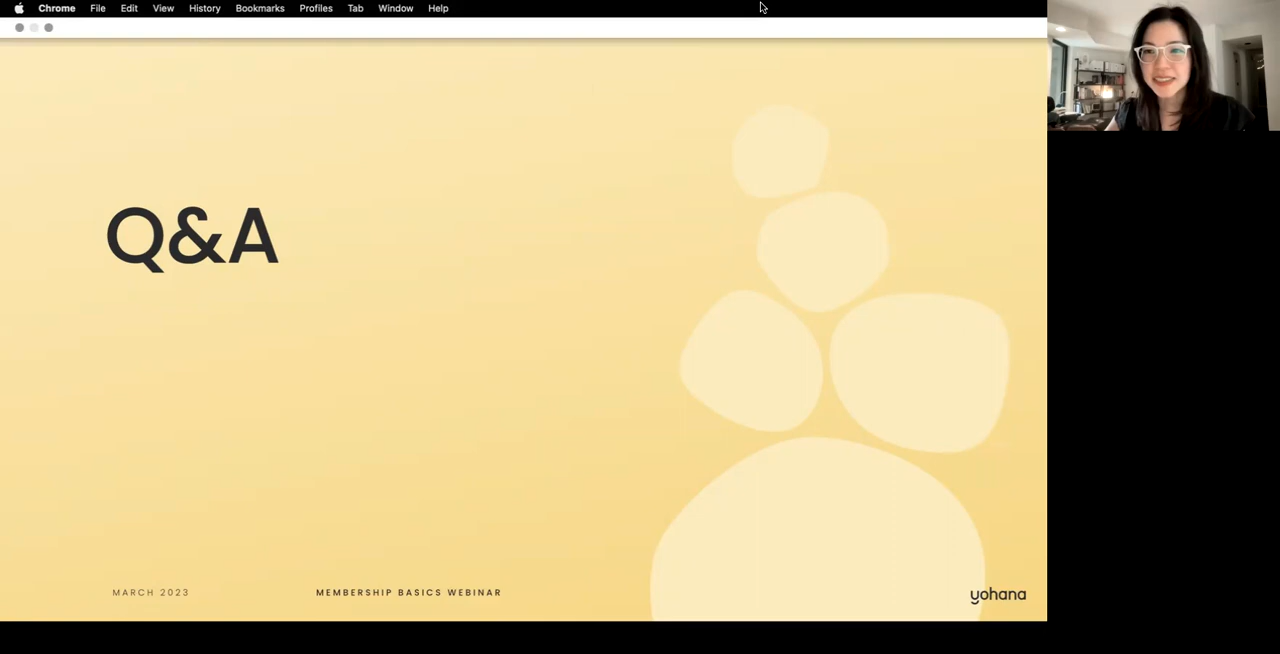 Chrome File Edit View History Bookmarks Profiles Tab Window Help
Q&A
MARCH 2023 MEMBERSHIP BASICS WEBINAR yohana